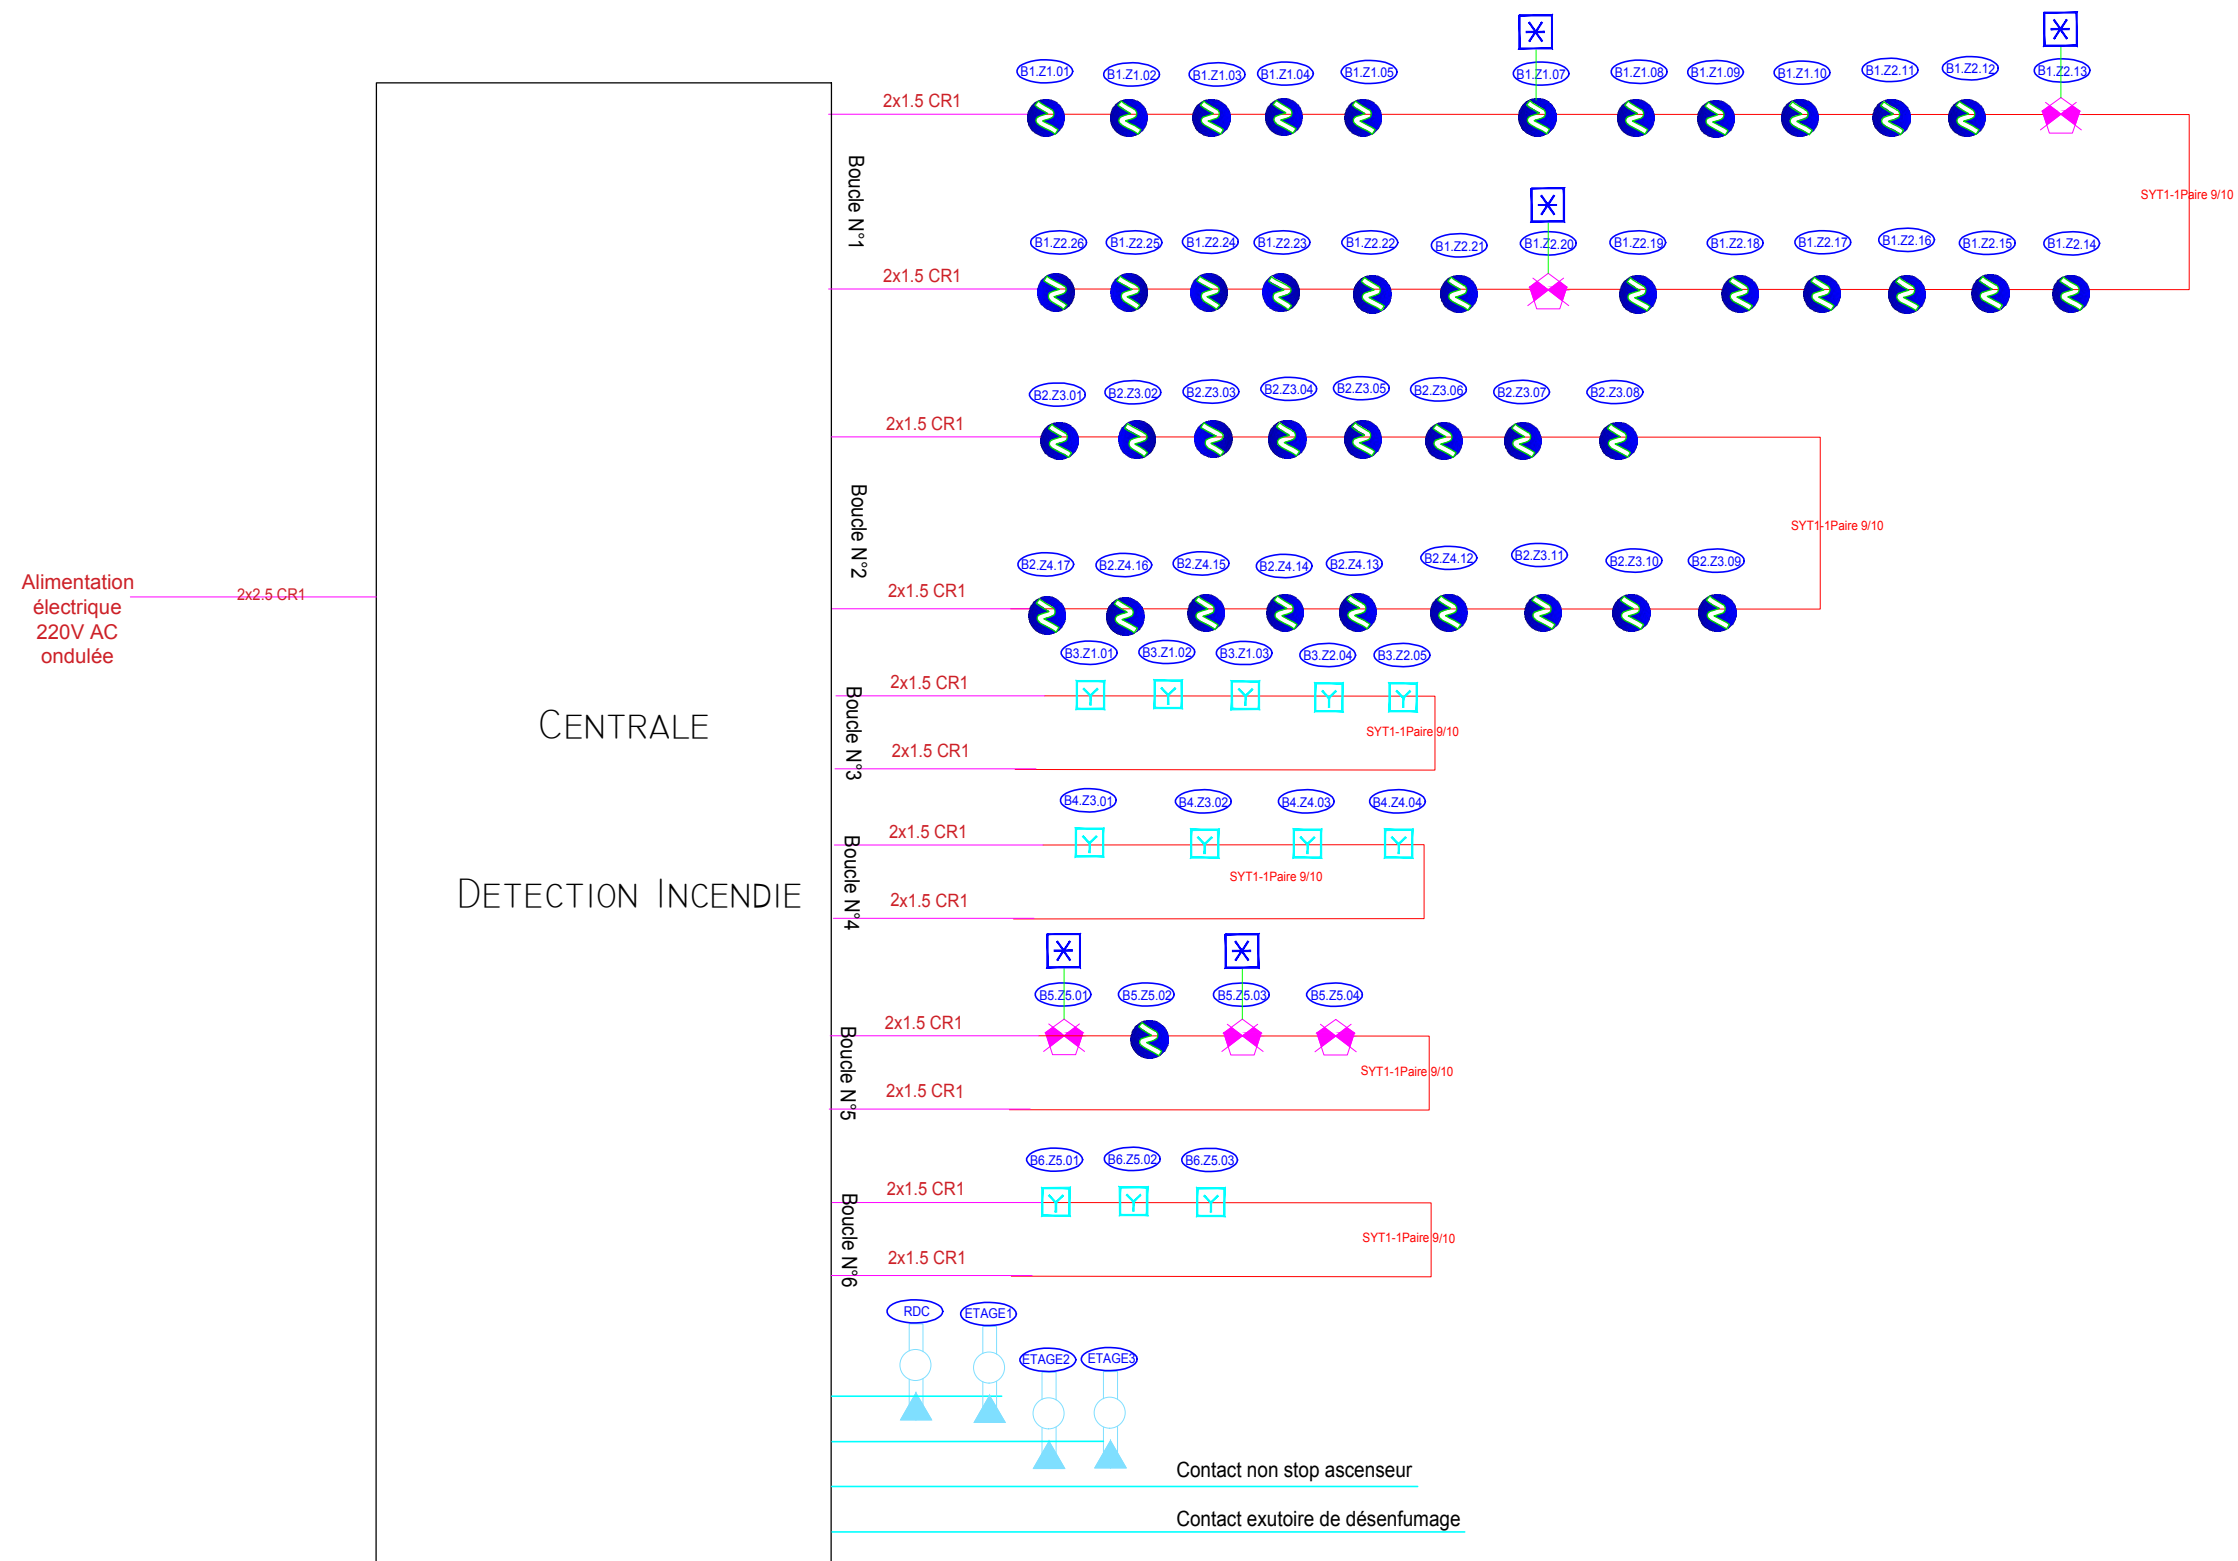 B1.Z1.01
B1.Z1.02
B1.Z1.03
B1.Z1.04
B1.Z1.05
B1.Z1.07
B1.Z1.08
B1.Z1.09
B1.Z1.10
B1.Z2.11
B1.Z2.12
B1.Z2.13
2x1.5 CR1
Boucle N°1
SYT1-1Paire 9/10
B1.Z2.26
B1.Z2.25
B1.Z2.24
B1.Z2.23
B1.Z2.22
B1.Z2.21
B1.Z2.20
B1.Z2.19
B1.Z2.18
B1.Z2.17
B1.Z2.16
B1.Z2.15
B1.Z2.14
2x1.5 CR1
B2.Z3.01
B2.Z3.02
B2.Z3.03
B2.Z3.04
B2.Z3.05
B2.Z3.06
B2.Z3.07
B2.Z3.08
2x1.5 CR1
Boucle N°2
SYT1-1Paire 9/10
B2.Z4.17
B2.Z4.16
B2.Z4.15
B2.Z4.14
B2.Z4.13
B2.Z4.12
B2.Z3.11
B2.Z3.10
B2.Z3.09
2x1.5 CR1
Alimentation
électrique
220V AC
ondulée
2x2.5 CR1
CENTRALE
DETECTION INCENDIE
B3.Z1.01
B3.Z1.02
B3.Z1.03
B3.Z2.04
B3.Z2.05
2x1.5 CR1
Boucle N°3
Y
Y
Y
Y
Y
SYT1-1Paire 9/10
2x1.5 CR1
B4.Z3.01
B4.Z3.02
B4.Z4.03
B4.Z4.04
2x1.5 CR1
Boucle N°4
Y
Y
Y
Y
SYT1-1Paire 9/10
2x1.5 CR1
B5.Z5.01
B5.Z5.02
B5.Z5.03
B5.Z5.04
2x1.5 CR1
Boucle N°5
SYT1-1Paire 9/10
2x1.5 CR1
B6.Z5.01
B6.Z5.02
B6.Z5.03
2x1.5 CR1
Boucle N°6
Y
Y
Y
SYT1-1Paire 9/10
2x1.5 CR1
RDC
ETAGE1
ETAGE2
ETAGE3
Contact non stop ascenseur
Contact exutoire de désenfumage